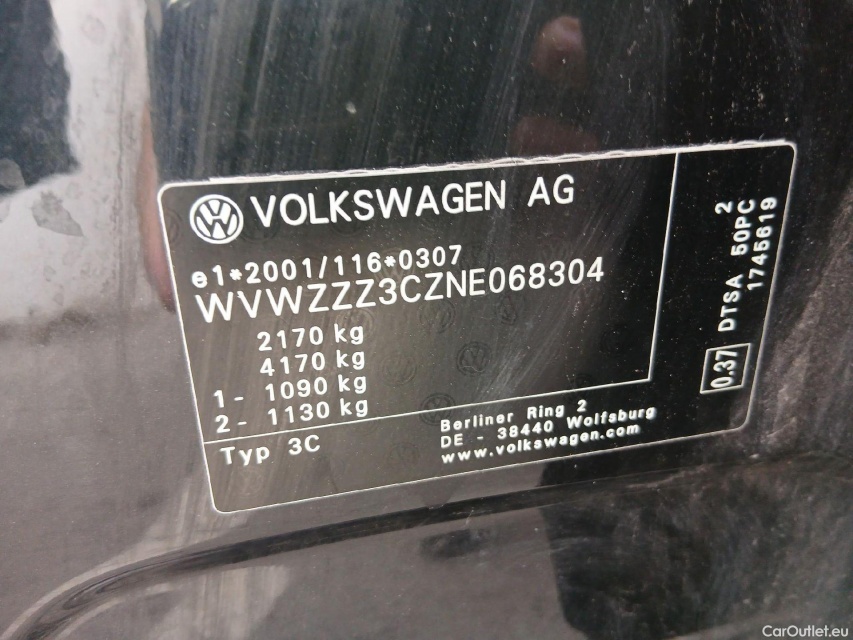 VOLKSWAGEN AG
e1*2001/116*0307
WVWZZZ3CZNE068304
2170 kg
4170 kg
1 - 1090 kg
2 - 1130 kg
Typ 3C
Berliner Ring 2
DE - 38440 Wolfsburg
www.volkswagen.com
2
DTSA 50PC
1745619
0.37
CarOutlet.eu